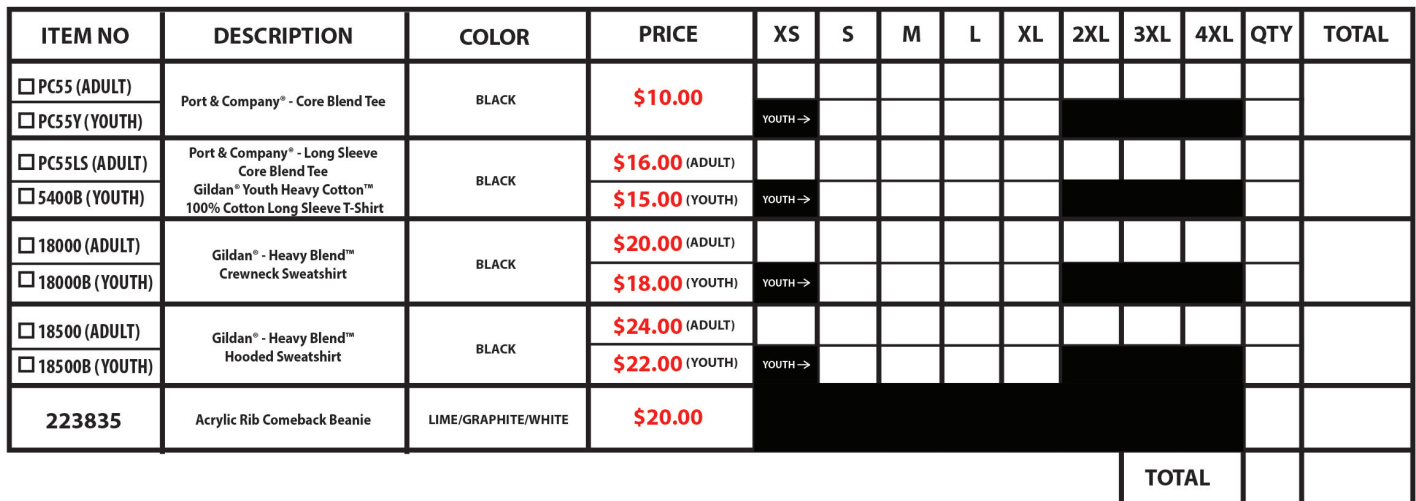 ITEM NO DESCRIPTION COLOR PRICE XS S M L XL 2XL 3XL 4XL QTY TOTAL
PC55 (ADULT)
PC55Y (YOUTH)
Port & Company® - Core Blend Tee
BLACK
$10.00
YOUTH→
PC55LS (ADULT)
5400B (YOUTH)
Port & Company® - Long Sleeve
Core Blend Tee
Gildan® Youth Heavy Cotton™
100% Cotton Long Sleeve T-Shirt
BLACK
$16.00 (ADULT)
$15.00 (YOUTH)
YOUTH→
18000 (ADULT)
18000B (YOUTH)
Gildan® - Heavy Blend™
Crewneck Sweatshirt
BLACK
$20.00 (ADULT)
$18.00 (YOUTH)
YOUTH→
18500 (ADULT)
18500B (YOUTH)
Gildan® - Heavy Blend™
Hooded Sweatshirt
BLACK
$24.00 (ADULT)
$22.00 (YOUTH)
YOUTH→
223835
Acrylic Rib Comeback Beanie
LIME/GRAPHITE/WHITE
$20.00
TOTAL